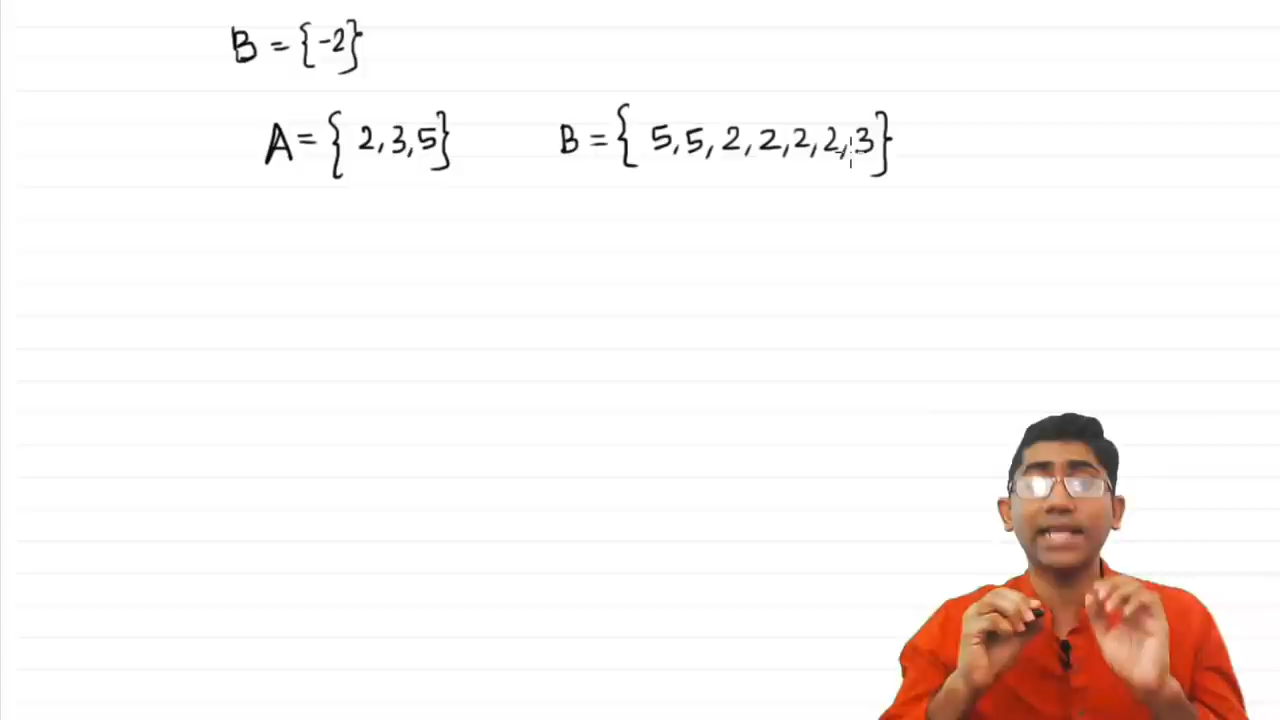 B = {-2}
A = { 2, 3, 5} B = { 5, 5, 2, 2, 2, 2, 3}